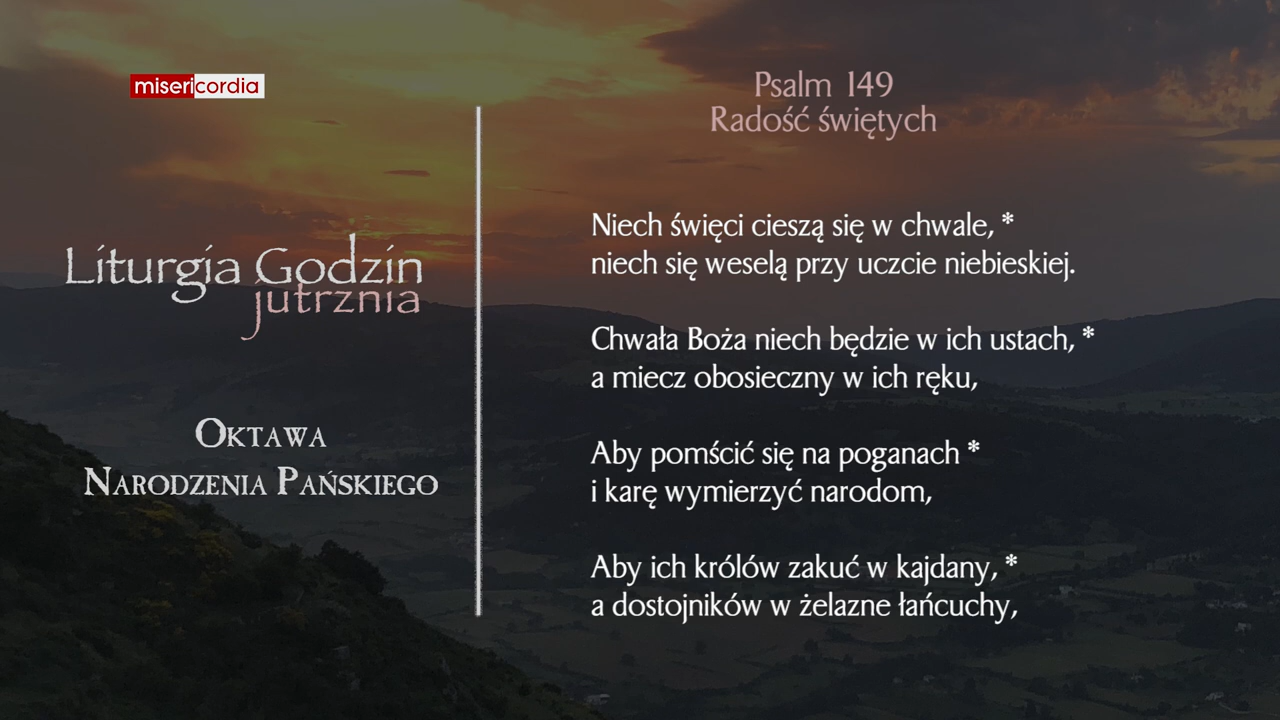 misericordia
Liturgia Godzin
jutrznia
Oktawa
Narodzenia Pańskiego
Psalm 149
Radość świętych
Niech święci cieszą się w chwale, *
niech się weselą przy uczcie niebieskiej.
Chwała Boża niech będzie w ich ustach, *
a miecz obosieczny w ich ręku,
Aby pomścić się na poganach *
i karę wymierzyć narodom,
Aby ich królów zakuć w kajdany, *
a dostojników w żelazne łańcuchy,